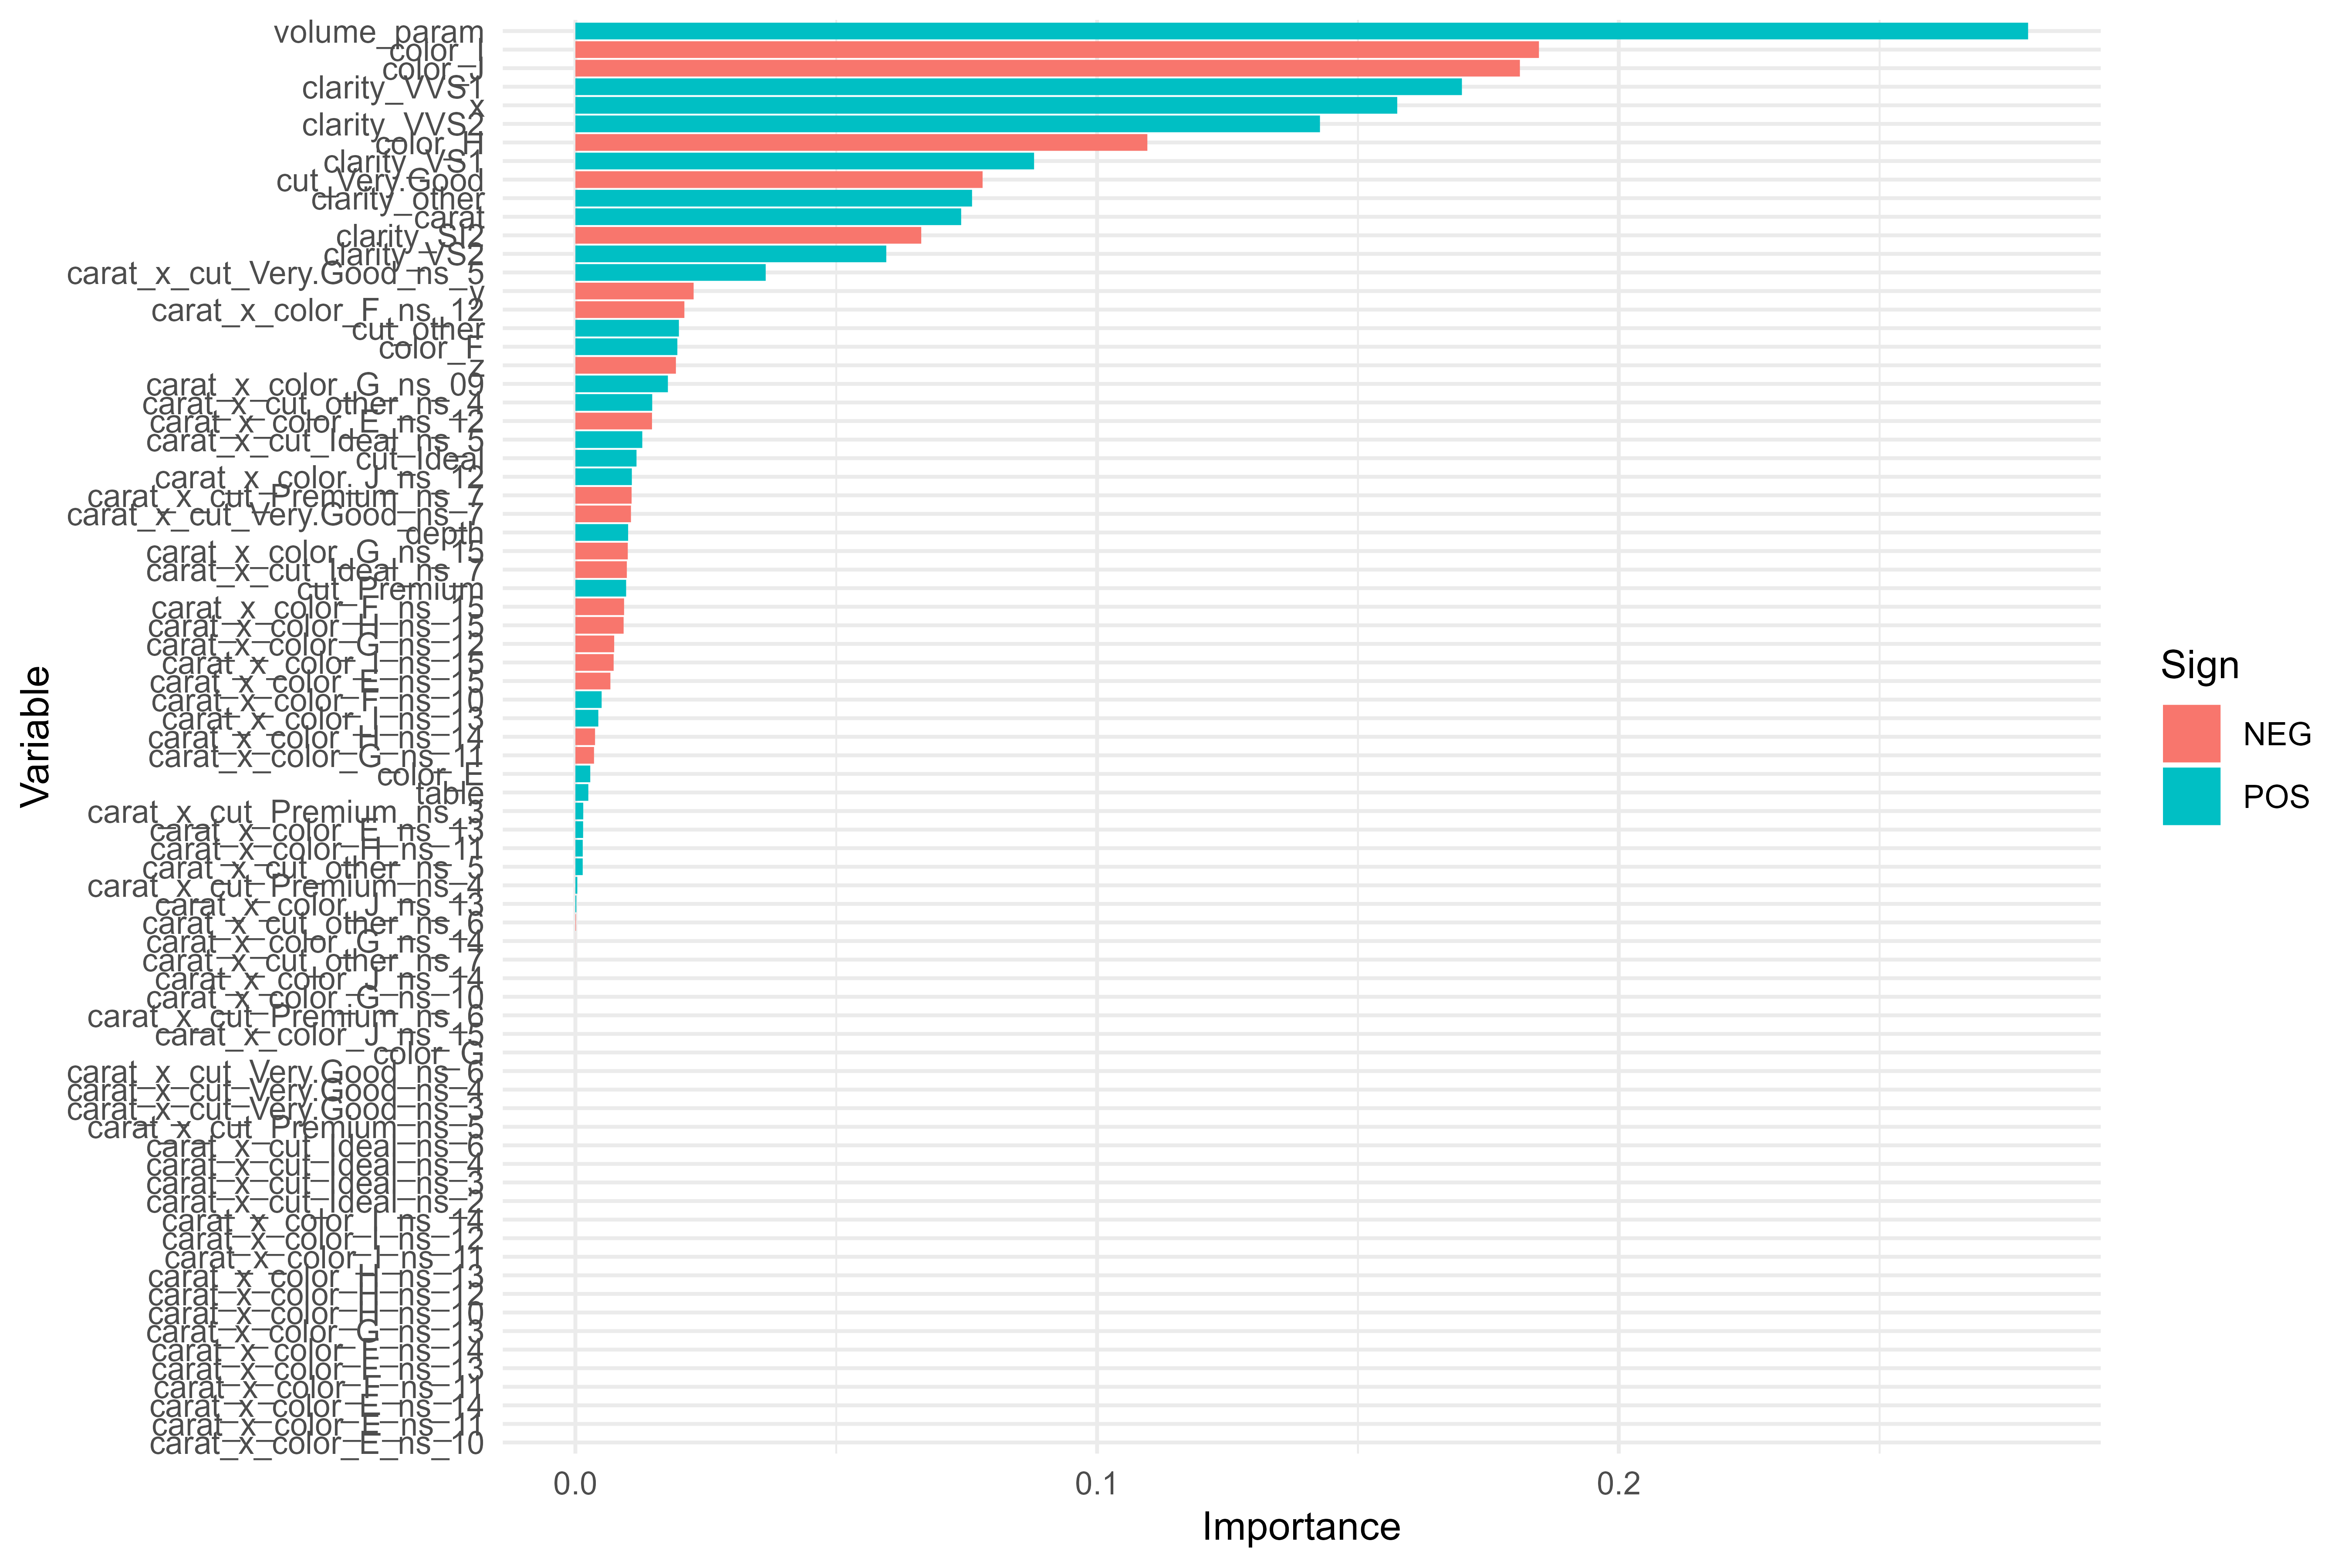 volume_param
color_I
color_J
clarity_VVS1
x
clarity_VVS2
color_H
clarity_VS1
cut_Very.Good
clarity_other
carat
clarity_SI2
clarity_VS2
carat_x_cut_Very.Good_ns_5
y
carat_x_color_F_ns_12
cut_other
color_F
z
carat_x_color_G_ns_09
carat_x_cut_other_ns_4
carat_x_color_E_ns_12
carat_x_cut_Ideal_ns_5
cut_Ideal
carat_x_color_J_ns_12
carat_x_cut_Premium_ns_7
carat_x_cut_Very.Good_ns_7
depth
carat_x_color_G_ns_15
carat_x_cut_Ideal_ns_7
cut_Premium
carat_x_color_F_ns_15
carat_x_color_H_ns_15
carat_x_color_G_ns_12
carat_x_color_I_ns_15
carat_x_color_E_ns_15
carat_x_color_F_ns_10
carat_x_color_I_ns_13
carat_x_color_H_ns_14
carat_x_color_G_ns_11
color_E
table
carat_x_cut_Premium_ns_3
carat_x_color_E_ns_13
carat_x_color_H_ns_11
carat_x_cut_other_ns_5
carat_x_cut_Premium_ns_4
carat_x_color_J_ns_13
carat_x_cut_other_ns_6
carat_x_color_G_ns_14
carat_x_cut_other_ns_7
carat_x_color_J_ns_14
carat_x_color_G_ns_10
carat_x_cut_Premium_ns_6
carat_x_color_J_ns_15
color_G
carat_x_cut_Very.Good_ns_6
carat_x_cut_Very.Good_ns_4
carat_x_cut_Very.Good_ns_3
carat_x_cut_Premium_ns_5
carat_x_cut_Ideal_ns_6
carat_x_cut_Ideal_ns_4
carat_x_cut_Ideal_ns_3
carat_x_cut_Ideal_ns_2
carat_x_color_I_ns_14
carat_x_color_I_ns_12
carat_x_color_I_ns_11
carat_x_color_H_ns_13
carat_x_color_H_ns_12
carat_x_color_H_ns_10
carat_x_color_G_ns_13
carat_x_color_F_ns_14
carat_x_color_F_ns_13
carat_x_color_F_ns_11
carat_x_color_E_ns_14
carat_x_color_E_ns_11
carat_x_color_E_ns_10
Variable
0.0 0.1 0.2
Importance
Sign
NEG
POS